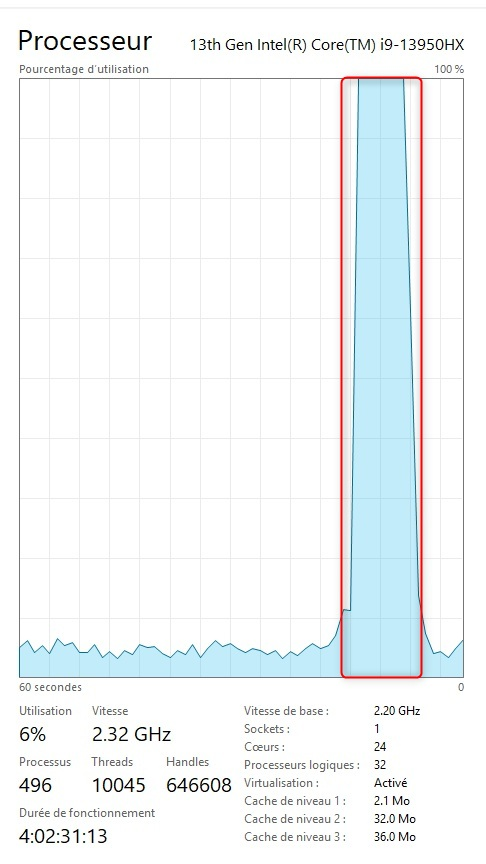 Processeur 13th Gen Intel(R) Core(TM) i9-13950HX
Pourcentage d'utilisation 100 %
60 secondes 0
Utilisation Vitesse
6% 2.32 GHz
Processus Threads Handles
496 10045 646608
Durée de fonctionnement
4:02:31:13
Vitesse de base : 2.20 GHz
Sockets : 1
Cœurs : 24
Processeurs logiques : 32
Virtualisation : Activé
Cache de niveau 1 : 2.1 Mo
Cache de niveau 2 : 32.0 Mo
Cache de niveau 3 : 36.0 Mo